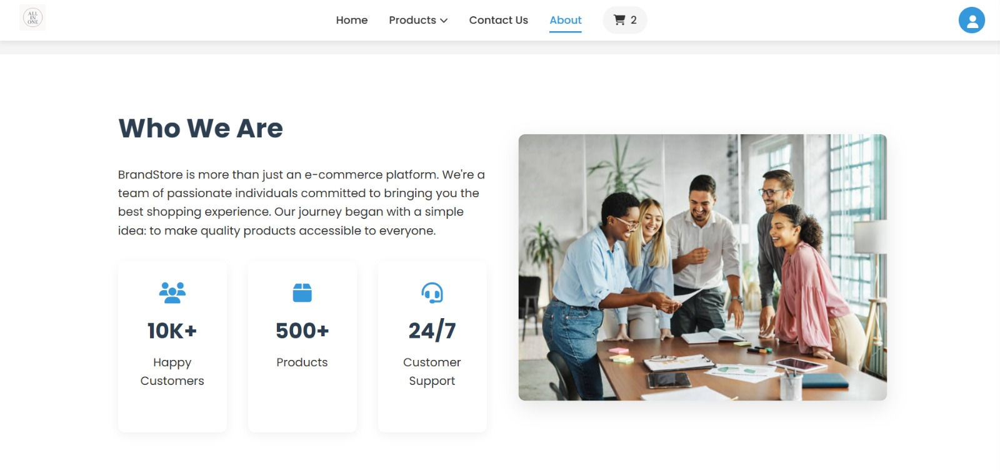 ALL
IN
ONE
Home
Products
Contact Us
About
2
Who We Are
BrandStore is more than just an e-commerce platform. We're a
team of passionate individuals committed to bringing you the
best shopping experience. Our journey began with a simple
idea: to make quality products accessible to everyone.
10K+
Happy
Customers
500+
Products
24/7
Customer
Support